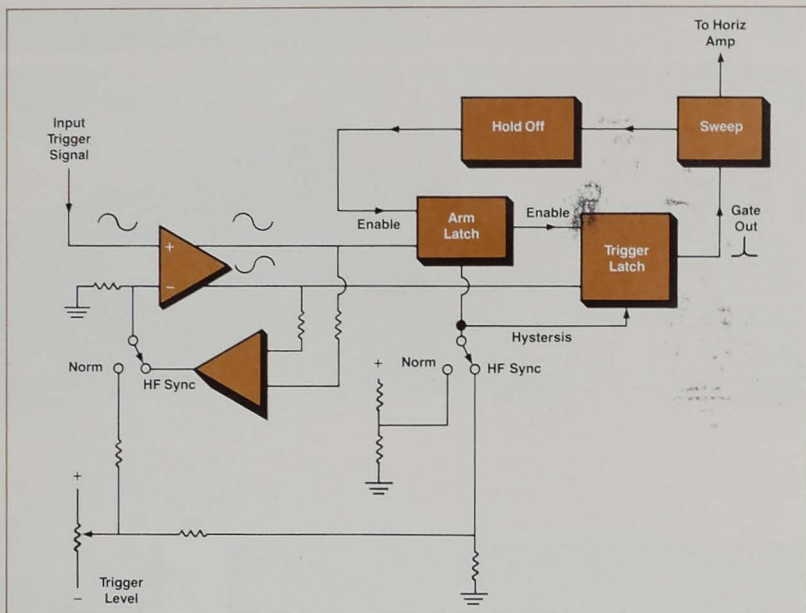 To Horiz
Amp
Input
Trigger
Signal
Hold Off
Sweep
Enable
Arm
Latch
Enable
Trigger
Latch
Gate
Out
+
−
Hystersis
Norm
HF Sync
+
Norm
HF Sync
+
−
Trigger
Level